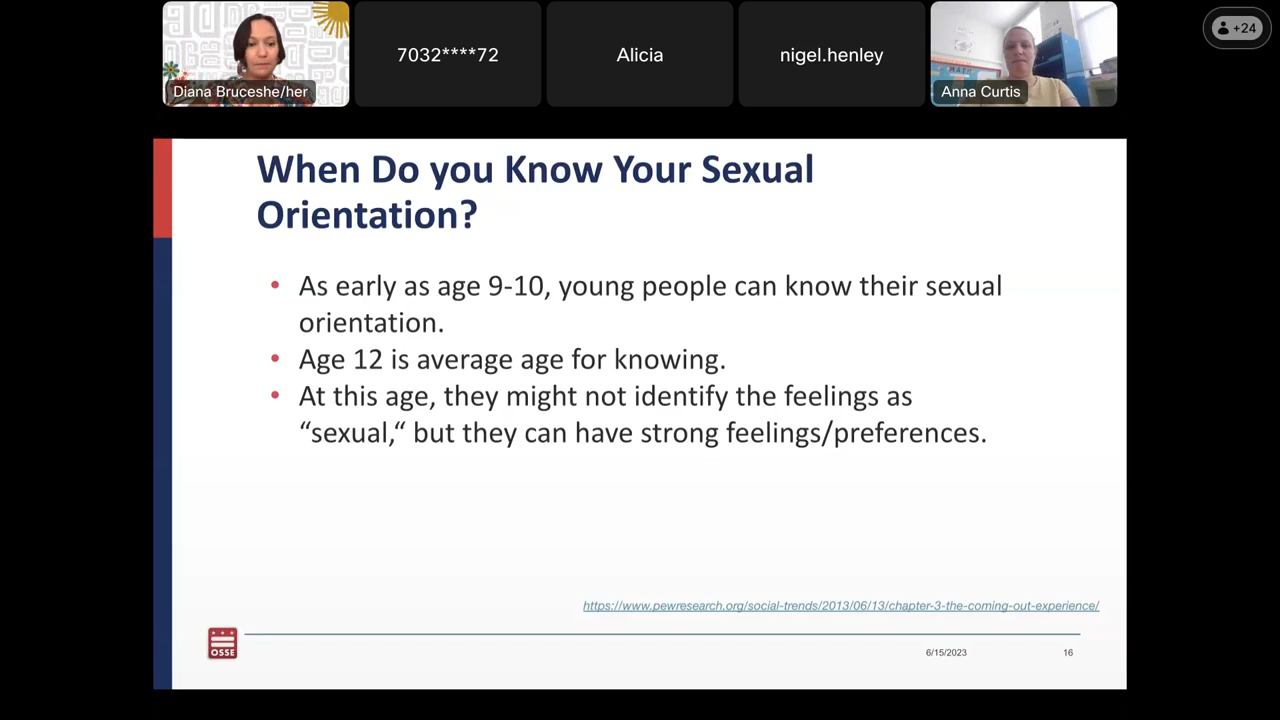 Diana Bruceshe/her
7032****72
Alicia
nigel.henley
Anna Curtis
+24
When Do you Know Your Sexual
Orientation?
• As early as age 9-10, young people can know their sexual
orientation.
• Age 12 is average age for knowing.
• At this age, they might not identify the feelings as
“sexual,“ but they can have strong feelings/preferences.
https://www.pewresearch.org/social-trends/2013/06/13/chapter-3-the-coming-out-experience/
OSSE
6/15/2023
16